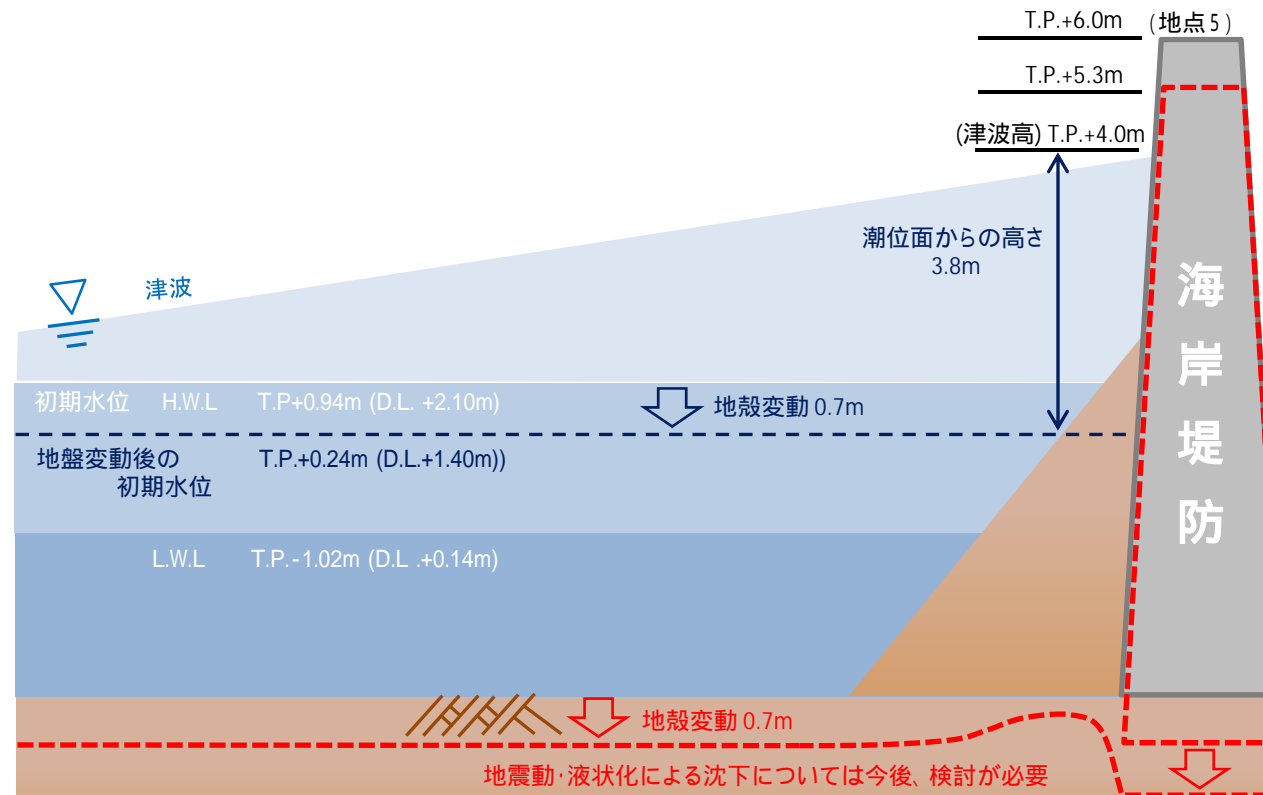 T.P.+6.0m (地点5)
T.P.+5.3m
(津波高) T.P.+4.0m
潮位面からの高さ
3.8m
津波
海岸堤防
初期水位 H.W.L T.P+0.94m (D.L. +2.10m)
地殻変動 0.7m
地盤変動後の T.P.+0.24m (D.L.+1.40m))
初期水位
L.W.L T.P.-1.02m (D.L .+0.14m)
地殻変動 0.7m
地震動・液状化による沈下については今後、検討が必要